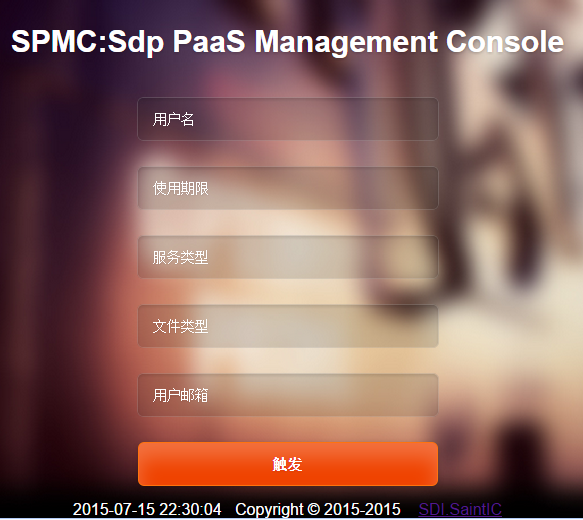 SPMC:Sdp PaaS Management Console
用户名
使用期限
服务类型
文件类型
用户邮箱
触发
2015-07-15 22:30:04 Copyright © 2015-2015 SDI.SaintIC